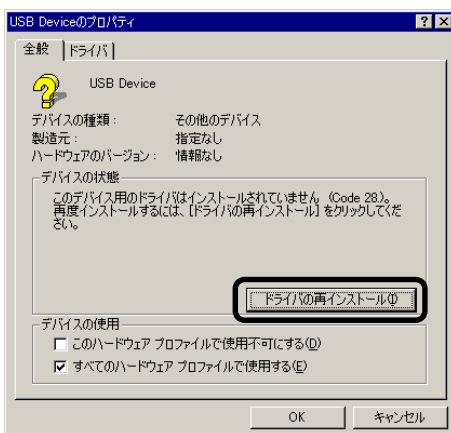 USB Deviceのプロパティ
全般
ドライバ
USB Device
デバイスの種類： その他のデバイス
製造元： 指定なし
ハードウェアのバージョン： 情報なし
デバイスの状態
このデバイス用のドライバはインストールされていません (Code 28.)。
再度インストールするには、[ドライバの再インストール] をクリックしてくだ
さい。
ドライバの再インストール(I)
デバイスの使用
このハードウェア プロファイルで使用不可にする(D)
すべてのハードウェア プロファイルで使用する(E)
OK
キャンセル